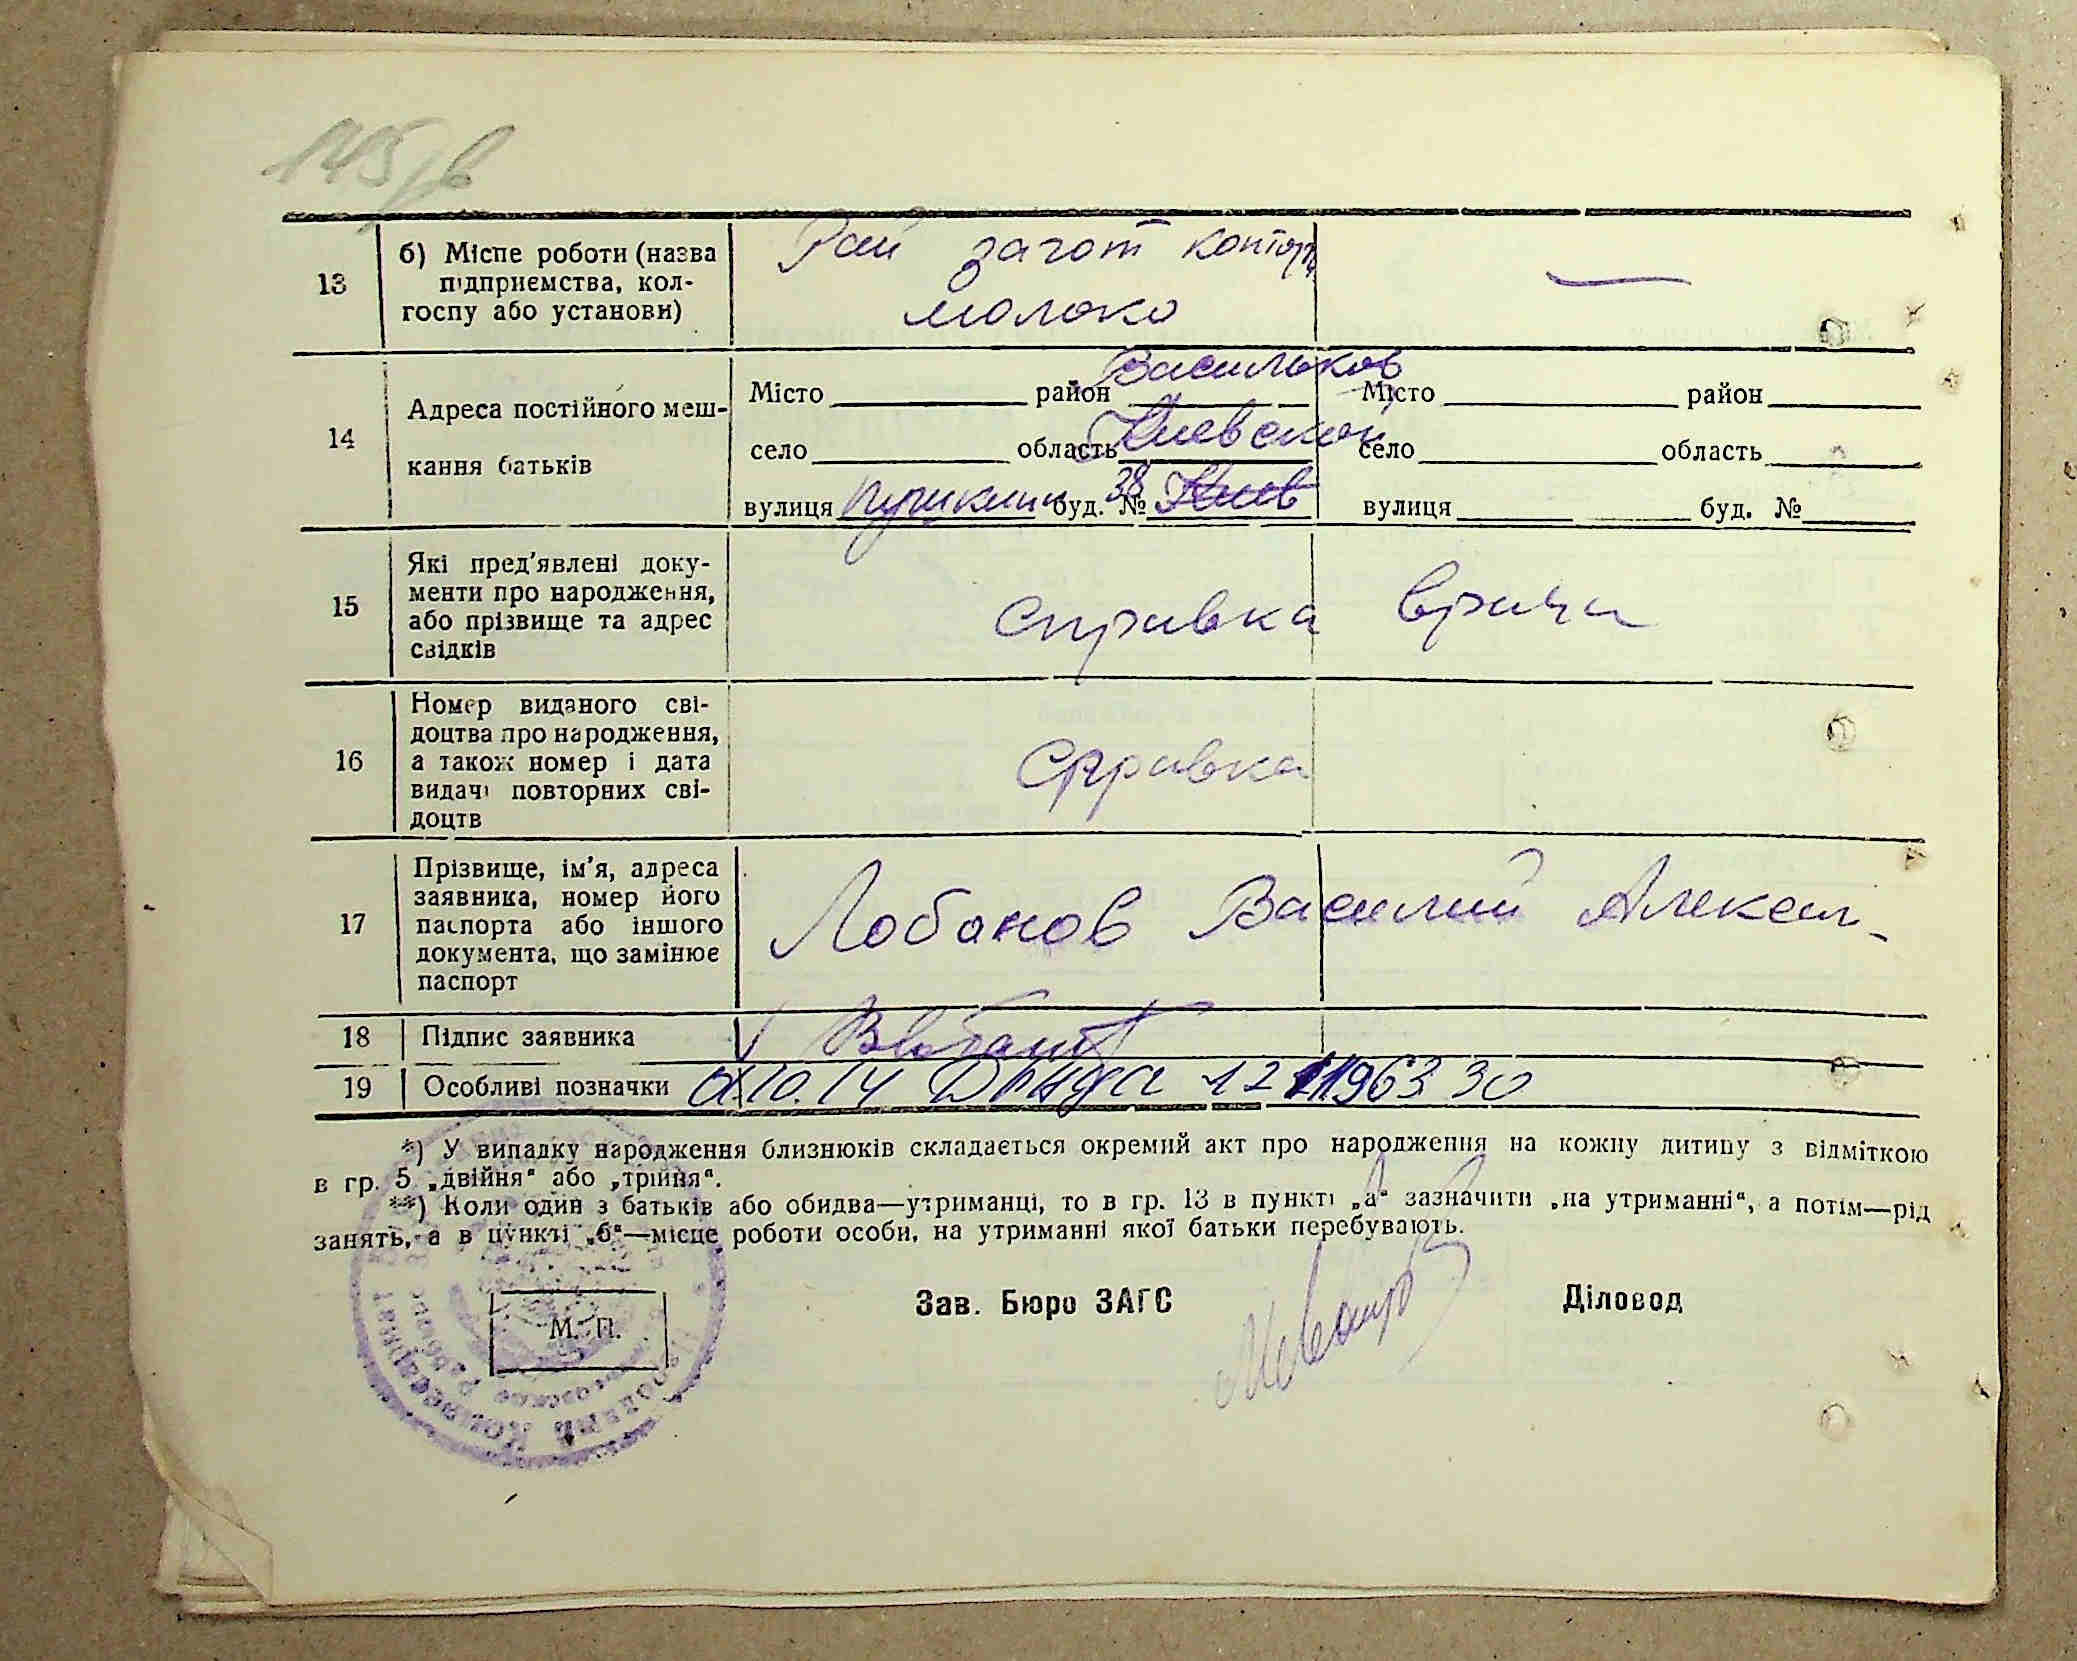 145
13
б) Місце роботи (назва
підприємства, кол-
госпу або установи)
Рай загот контора
молоко
—
14
Адреса постійного меш-
кання батьків
Місто район Васильков
село область Киевской
вулиця Пушкин буд. № 38 Киев
Місто район
село область
вулиця буд. №
15
Які пред'явлені доку-
менти про народження,
або прізвище та адрес
свідків
Справка врача
16
Номер виданого сві-
доцтва про народження,
а також номер і дата
видачі повторних сві-
доцтв
Справка
17
Прізвище, ім'я, адреса
заявника, номер його
паспорта або іншого
документа, що замінює
паспорт
Лобанов Василий Алексан-
18
Підпис заявника
19
Особливі позначки
*) У випадку народження близнюків складається окремий акт про народження на кожну дитину з відміткою
в гр. 5 „двійня" або „трійня".
**) Коли один з батьків або обидва—утриманці, то в гр. 13 в пункті „а" зазначити „на утриманні", а потім—рід
занять, а в пункті „б"—місце роботи особи, на утриманні якої батьки перебувають.
М. П.
Зав. Бюро ЗАГС
Діловод